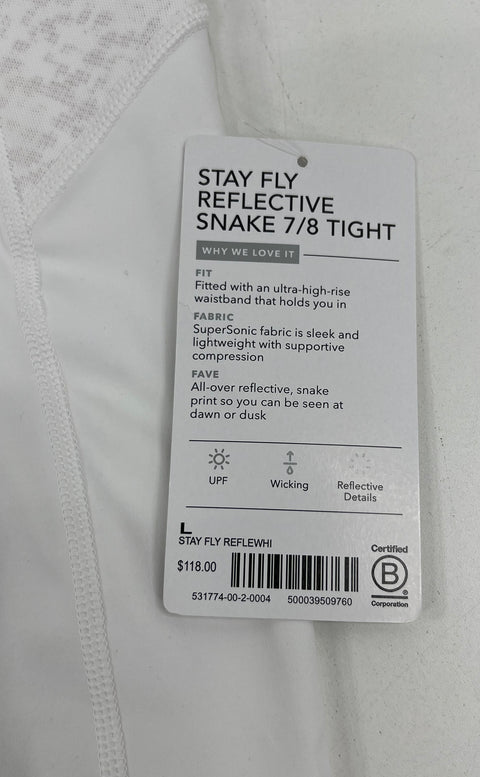 STAY FLY
REFLECTIVE
SNAKE 7/8 TIGHT
WHY WE LOVE IT
FIT
Fitted with an ultra-high-rise
waistband that holds you in
FABRIC
SuperSonic fabric is sleek and
lightweight with supportive
compression
FAVE
All-over reflective, snake
print so you can be seen at
dawn or dusk
UPF
Wicking
Reflective
Details
L
STAY FLY REFLEWHI
$118.00
531774-00-2-0004 500039509760
Certified
B
Corporation